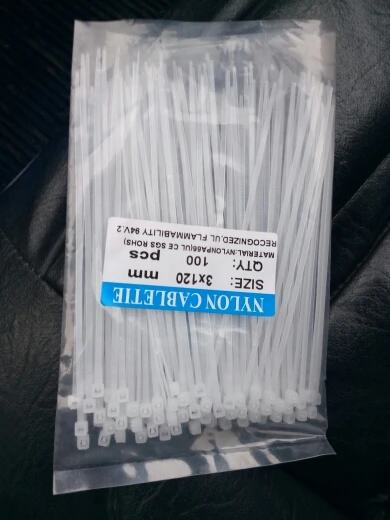 NYLON CABLETIE
SIZE: 3x120 mm
QTY: 100 pcs
MATERIAL:NYLONPA66(UL CE SGS ROHS)
RECOGNIZED,UL FLAMMABILITY 94V.2